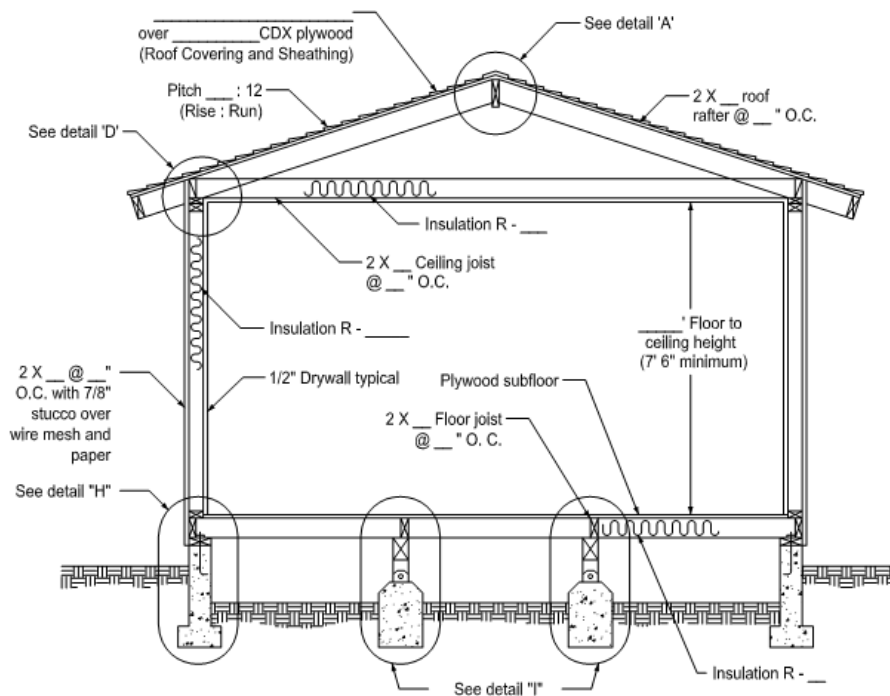 ____________________
over __________CDX plywood
(Roof Covering and Sheathing)
See detail 'A'
Pitch ___ : 12
(Rise : Run)
2 X __ roof
rafter @ __" O.C.
See detail 'D'
Insulation R - ___
2 X __ Ceiling joist
@ __" O.C.
Insulation R - ____
_____' Floor to
ceiling height
(7' 6" minimum)
2 X __ @ __"
O.C. with 7/8"
stucco over
wire mesh and
paper
1/2" Drywall typical
Plywood subfloor
2 X __ Floor joist
@ __ " O. C.
See detail "H"
See detail "I"
Insulation R - __